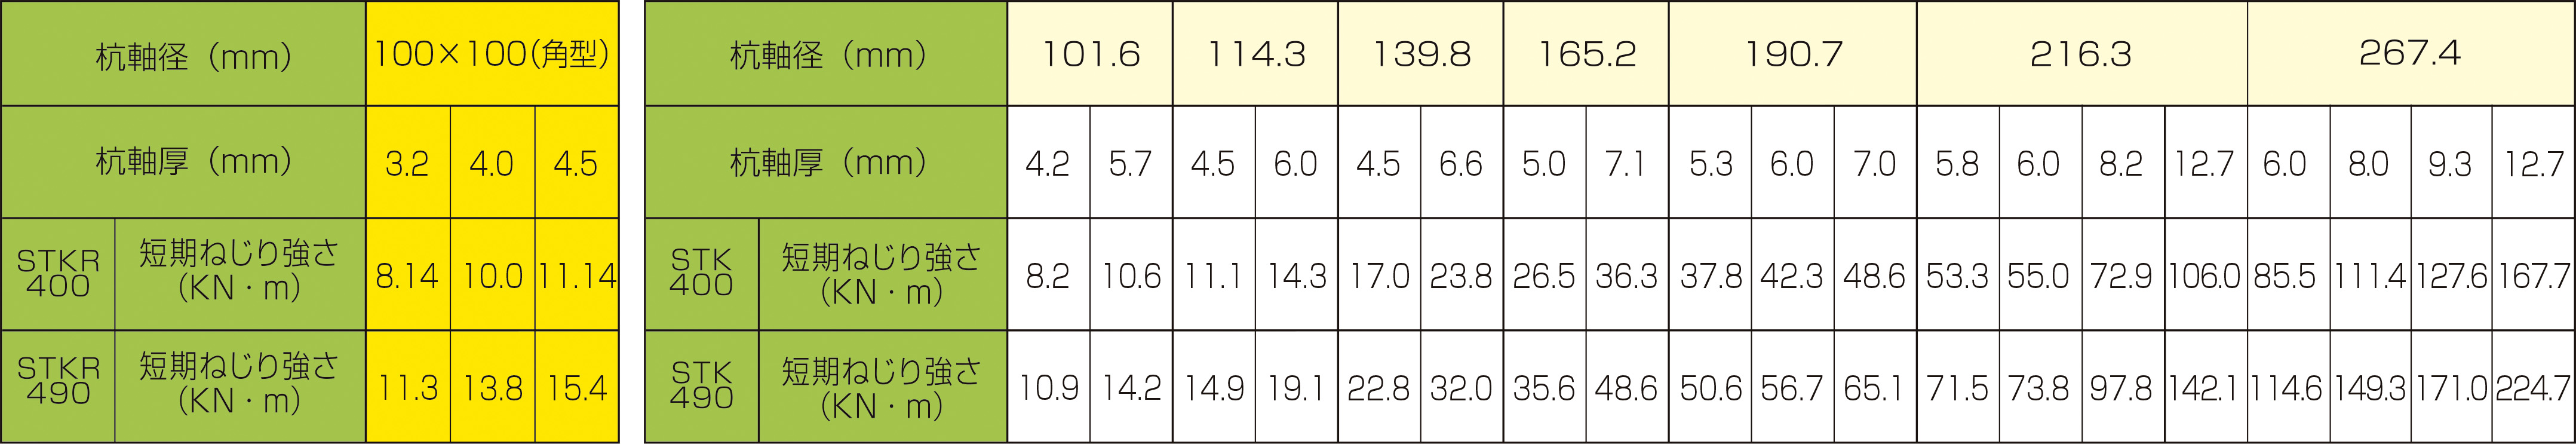 杭軸径（mm） 100×100（角型）
杭軸厚（mm） 3.2 4.0 4.5
STKR 400 短期ねじり強さ（KN・m） 8.14 10.0 11.14
STKR 490 短期ねじり強さ（KN・m） 11.3 13.8 15.4
杭軸径（mm） 101.6 114.3 139.8 165.2 190.7 216.3 267.4
杭軸厚（mm） 4.2 5.7 4.5 6.0 4.5 6.6 5.0 7.1 5.3 6.0 7.0 5.8 6.0 8.2 12.7 6.0 8.0 9.3 12.7
STK 400 短期ねじり強さ（KN・m） 8.2 10.6 11.1 14.3 17.0 23.8 26.5 36.3 37.8 42.3 48.6 53.3 55.0 72.9 106.0 85.5 111.4 127.6 167.7
STK 490 短期ねじり強さ（KN・m） 10.9 14.2 14.9 19.1 22.8 32.0 35.6 48.6 50.6 56.7 65.1 71.5 73.8 97.8 142.1 114.6 149.3 171.0 224.7